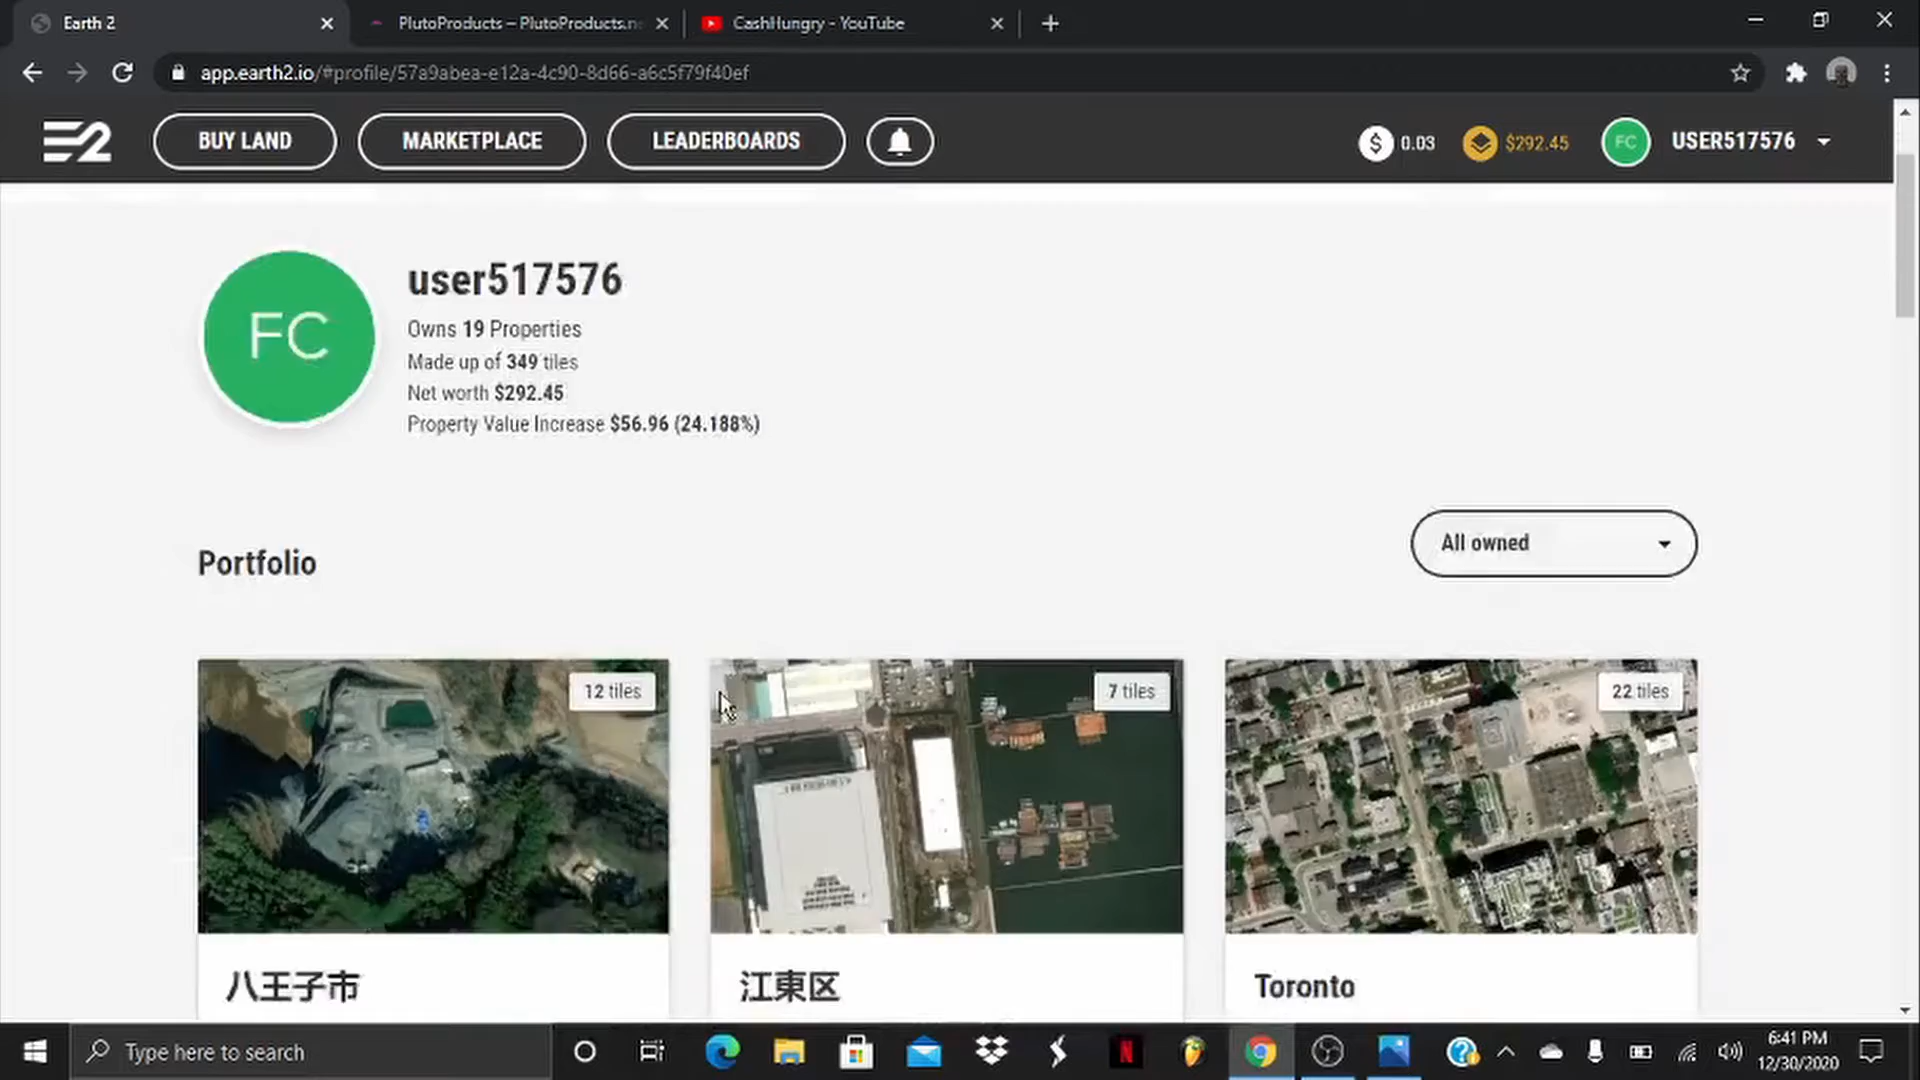 Earth 2
PlutoProducts – PlutoProducts.n
CashHungry - YouTube
app.earth2.io/#profile/57a9abea-e12a-4c90-8d66-a6c5f79f40ef
E2
BUY LAND
MARKETPLACE
LEADERBOARDS
$ 0.03
$292.45
FC
USER517576
FC
user517576
Owns 19 Properties
Made up of 349 tiles
Net worth $292.45
Property Value Increase $56.96 (24.188%)
Portfolio
All owned
12 tiles
7 tiles
22 tiles
八王子市
江東区
Toronto
Type here to search
6:41 PM
12/30/2020